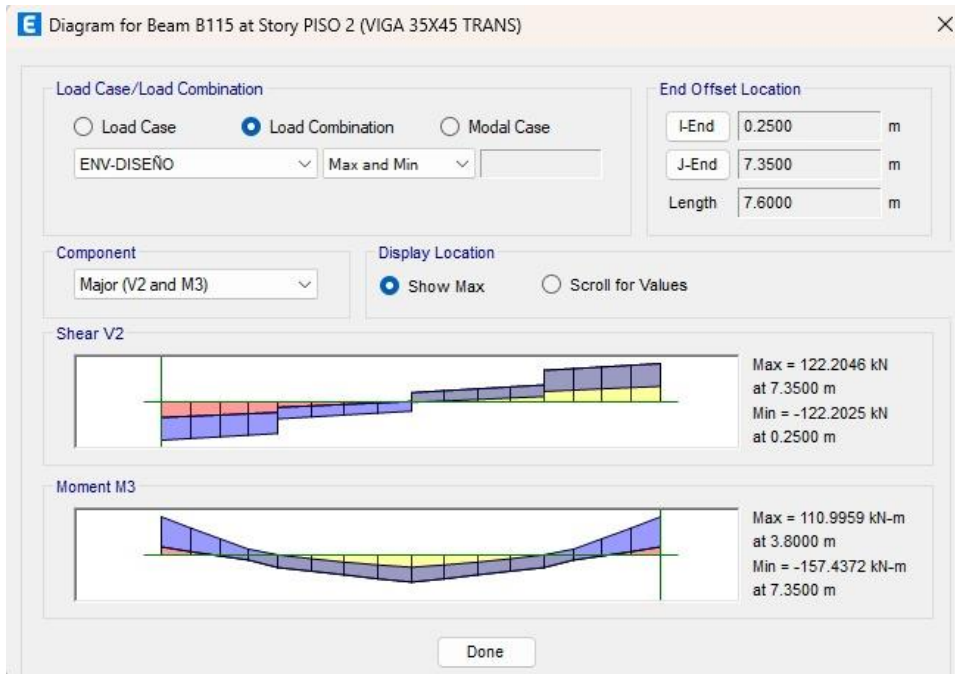 E Diagram for Beam B115 at Story PISO 2 (VIGA 35X45 TRANS)
Load Case/Load Combination
Load Case Load Combination Modal Case
ENV-DISEÑO Max and Min
End Offset Location
I-End 0.2500 m
J-End 7.3500 m
Length 7.6000 m
Component
Major (V2 and M3)
Display Location
Show Max Scroll for Values
Shear V2
Max = 122.2046 kN
at 7.3500 m
Min = -122.2025 kN
at 0.2500 m
Moment M3
Max = 110.9959 kN-m
at 3.8000 m
Min = -157.4372 kN-m
at 7.3500 m
Done